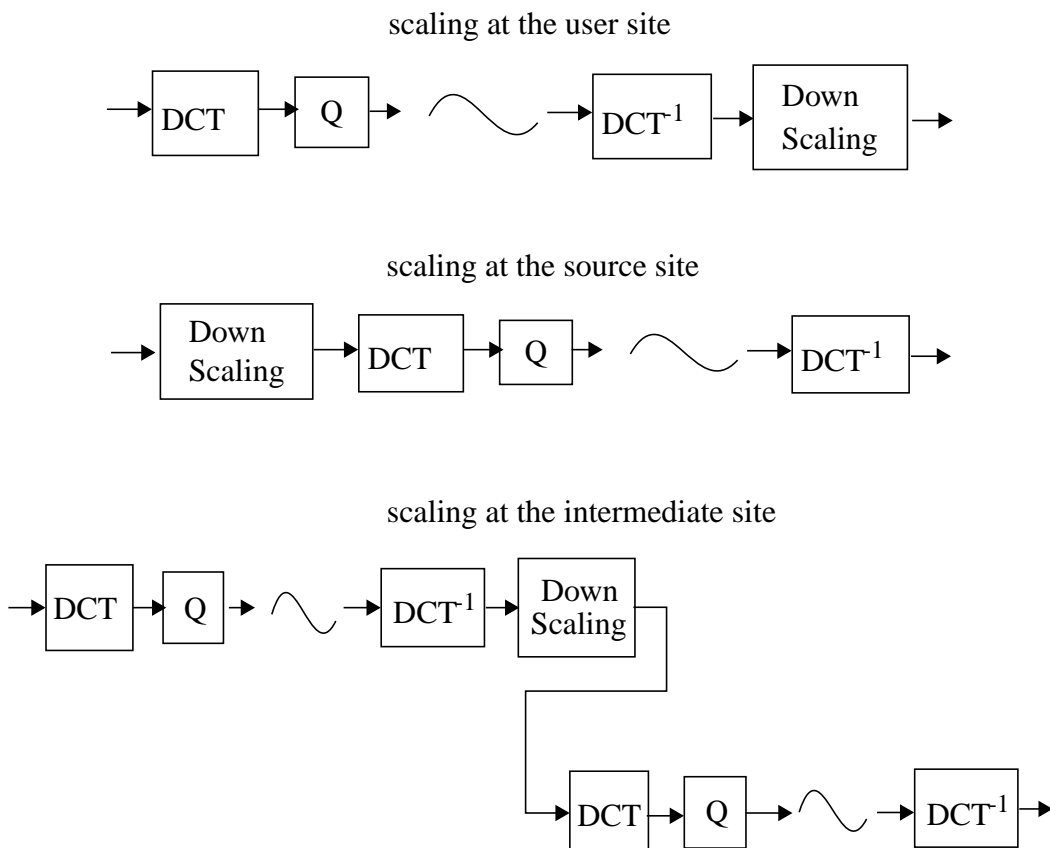 scaling at the user site
DCT
Q
DCT-1
Down
Scaling
scaling at the source site
Down
Scaling
DCT
Q
DCT-1
scaling at the intermediate site
DCT
Q
DCT-1
Down
Scaling
DCT
Q
DCT-1